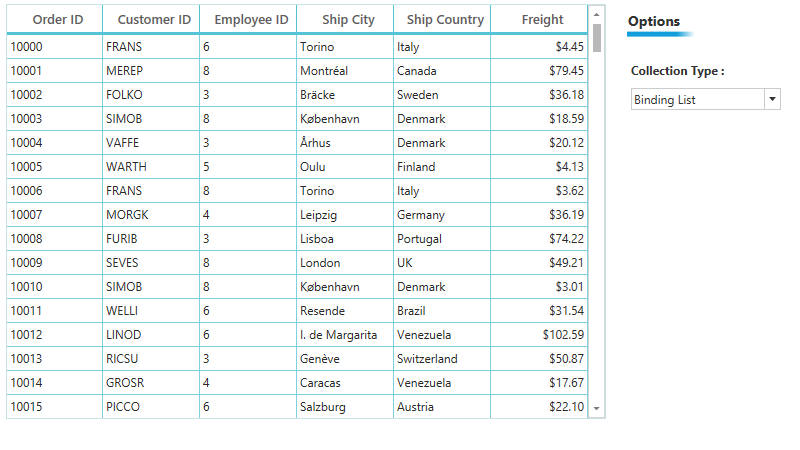 Order ID Customer ID Employee ID Ship City Ship Country Freight
10000 FRANS 6 Torino Italy $4.45
10001 MEREP 8 Montréal Canada $79.45
10002 FOLKO 3 Bräcke Sweden $36.18
10003 SIMOB 8 København Denmark $18.59
10004 VAFFE 3 Århus Denmark $20.12
10005 WARTH 5 Oulu Finland $4.13
10006 FRANS 8 Torino Italy $3.62
10007 MORGK 4 Leipzig Germany $36.19
10008 FURIB 3 Lisboa Portugal $74.22
10009 SEVES 8 London UK $49.21
10010 SIMOB 8 København Denmark $3.01
10011 WELLI 6 Resende Brazil $31.54
10012 LINOD 6 I. de Margarita Venezuela $102.59
10013 RICSU 3 Genève Switzerland $50.87
10014 GROSR 4 Caracas Venezuela $17.67
10015 PICCO 6 Salzburg Austria $22.10
Options
Collection Type :
Binding List